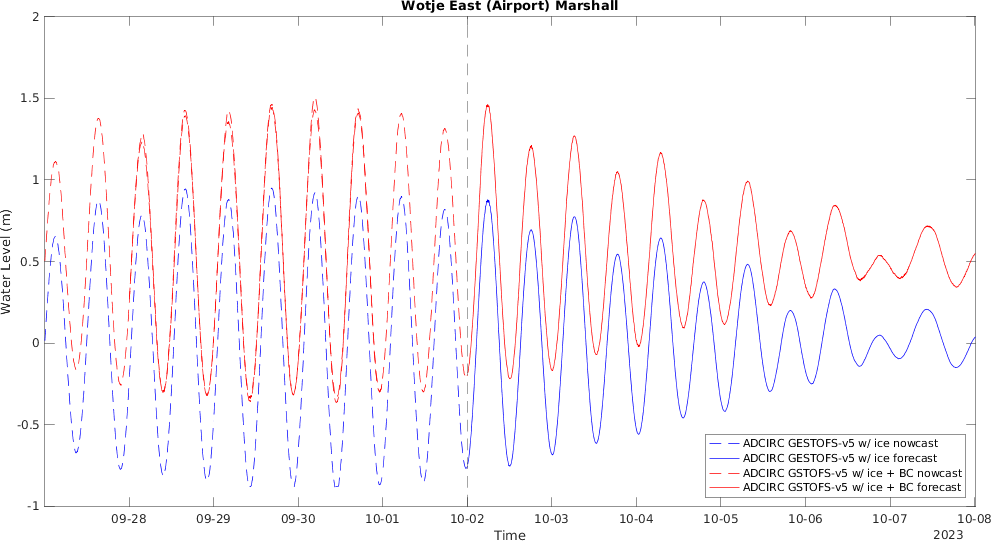 Wotje East (Airport) Marshall
2
1.5
1
0.5
0
-0.5
-1
Water Level (m)
09-28 09-29 09-30 10-01 10-02 10-03 10-04 10-05 10-06 10-07 10-08
Time
2023
ADCIRC GESTOFS-v5 w/ ice nowcast
ADCIRC GESTOFS-v5 w/ ice forecast
ADCIRC GSTOFS-v5 w/ ice + BC nowcast
ADCIRC GSTOFS-v5 w/ ice + BC forecast